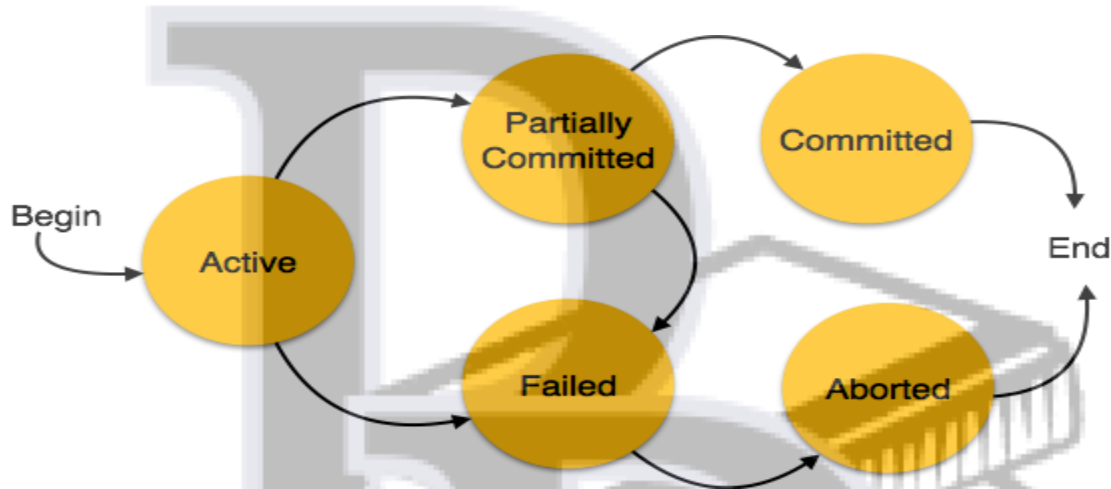 Partially
Committed
Committed
Begin
Active
End
Failed
Aborted